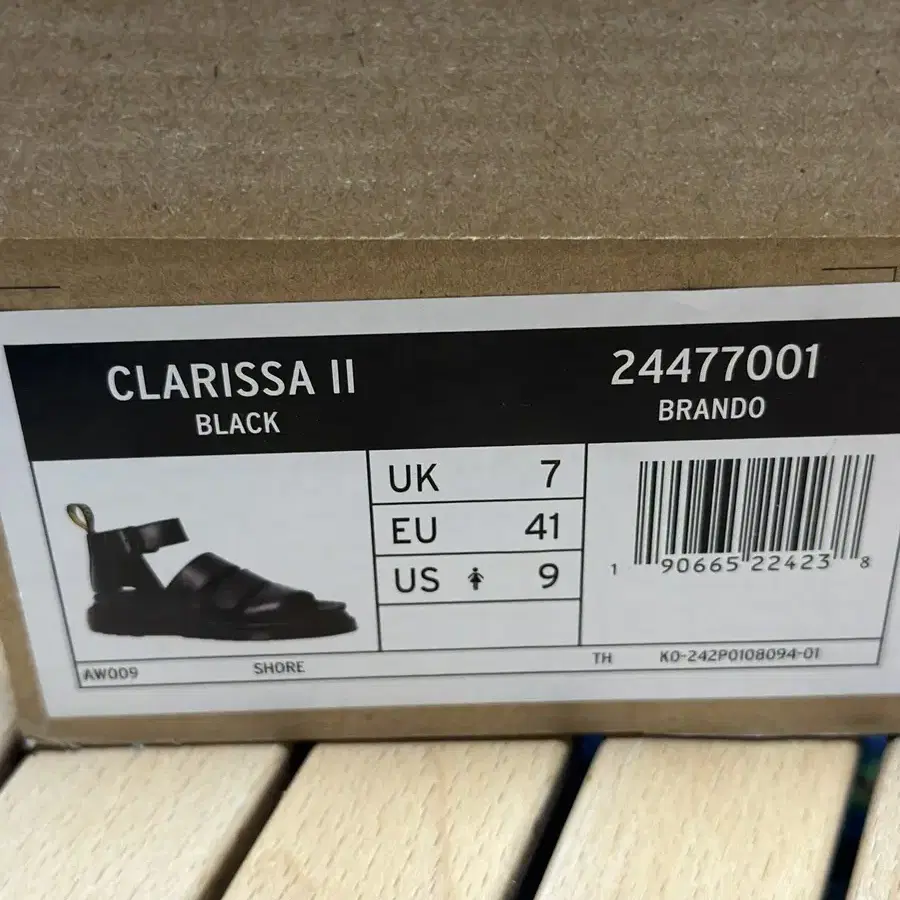 CLARISSA II
BLACK
24477001
BRANDO
UK 7
EU 41
US 9
1 90665 22423 8
AW009 SHORE TH K0-242P0108094-01